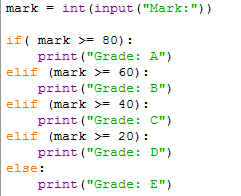 mark = int(input("Mark:"))
if( mark >= 80):
    print("Grade: A")
elif (mark >= 60):
    print("Grade: B")
elif (mark >= 40):
    print("Grade: C")
elif (mark >= 20):
    print("Grade: D")
else:
    print("Grade: E")